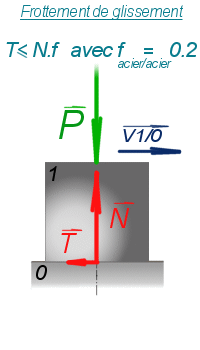 Frottement de glissement
T⩽ N.f avec f acier/acier = 0.2
P
V1/0
1
N
T
0